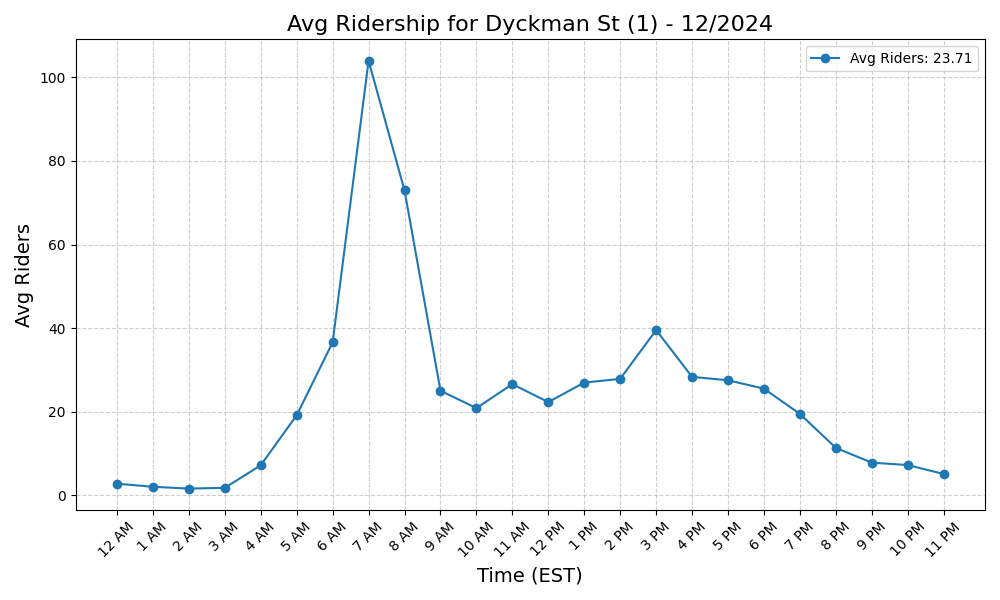 Avg Ridership for Dyckman St (1) - 12/2024
Avg Riders: 23.71
Avg Riders
100
80
60
40
20
0
12 AM
1 AM
2 AM
3 AM
4 AM
5 AM
6 AM
7 AM
8 AM
9 AM
10 AM
11 AM
12 PM
1 PM
2 PM
3 PM
4 PM
5 PM
6 PM
7 PM
8 PM
9 PM
10 PM
11 PM
Time (EST)